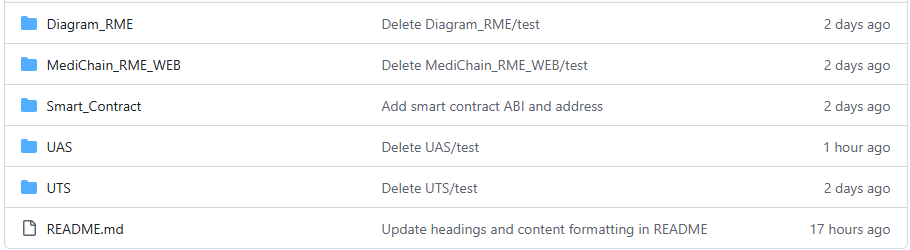 Diagram_RME Delete Diagram_RME/test 2 days ago
MediChain_RME_WEB Delete MediChain_RME_WEB/test 2 days ago
Smart_Contract Add smart contract ABI and address 2 days ago
UAS Delete UAS/test 1 hour ago
UTS Delete UTS/test 2 days ago
README.md Update headings and content formatting in README 17 hours ago